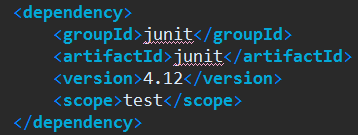 <dependency>
    <groupId>junit</groupId>
    <artifactId>junit</artifactId>
    <version>4.12</version>
    <scope>test</scope>
</dependency>